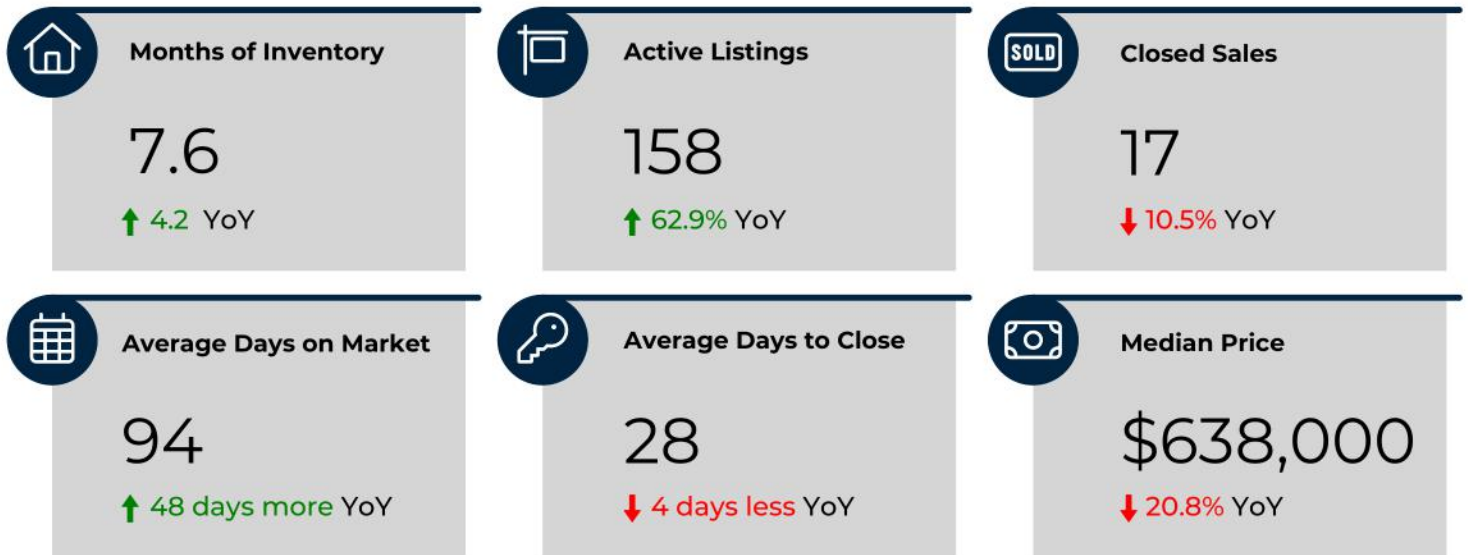 Months of Inventory
7.6
↑ 4.2 YoY
Active Listings
158
↑ 62.9% YoY
SOLD
Closed Sales
17
↓ 10.5% YoY
Average Days on Market
94
↑ 48 days more YoY
Average Days to Close
28
↓ 4 days less YoY
Median Price
$638,000
↓ 20.8% YoY